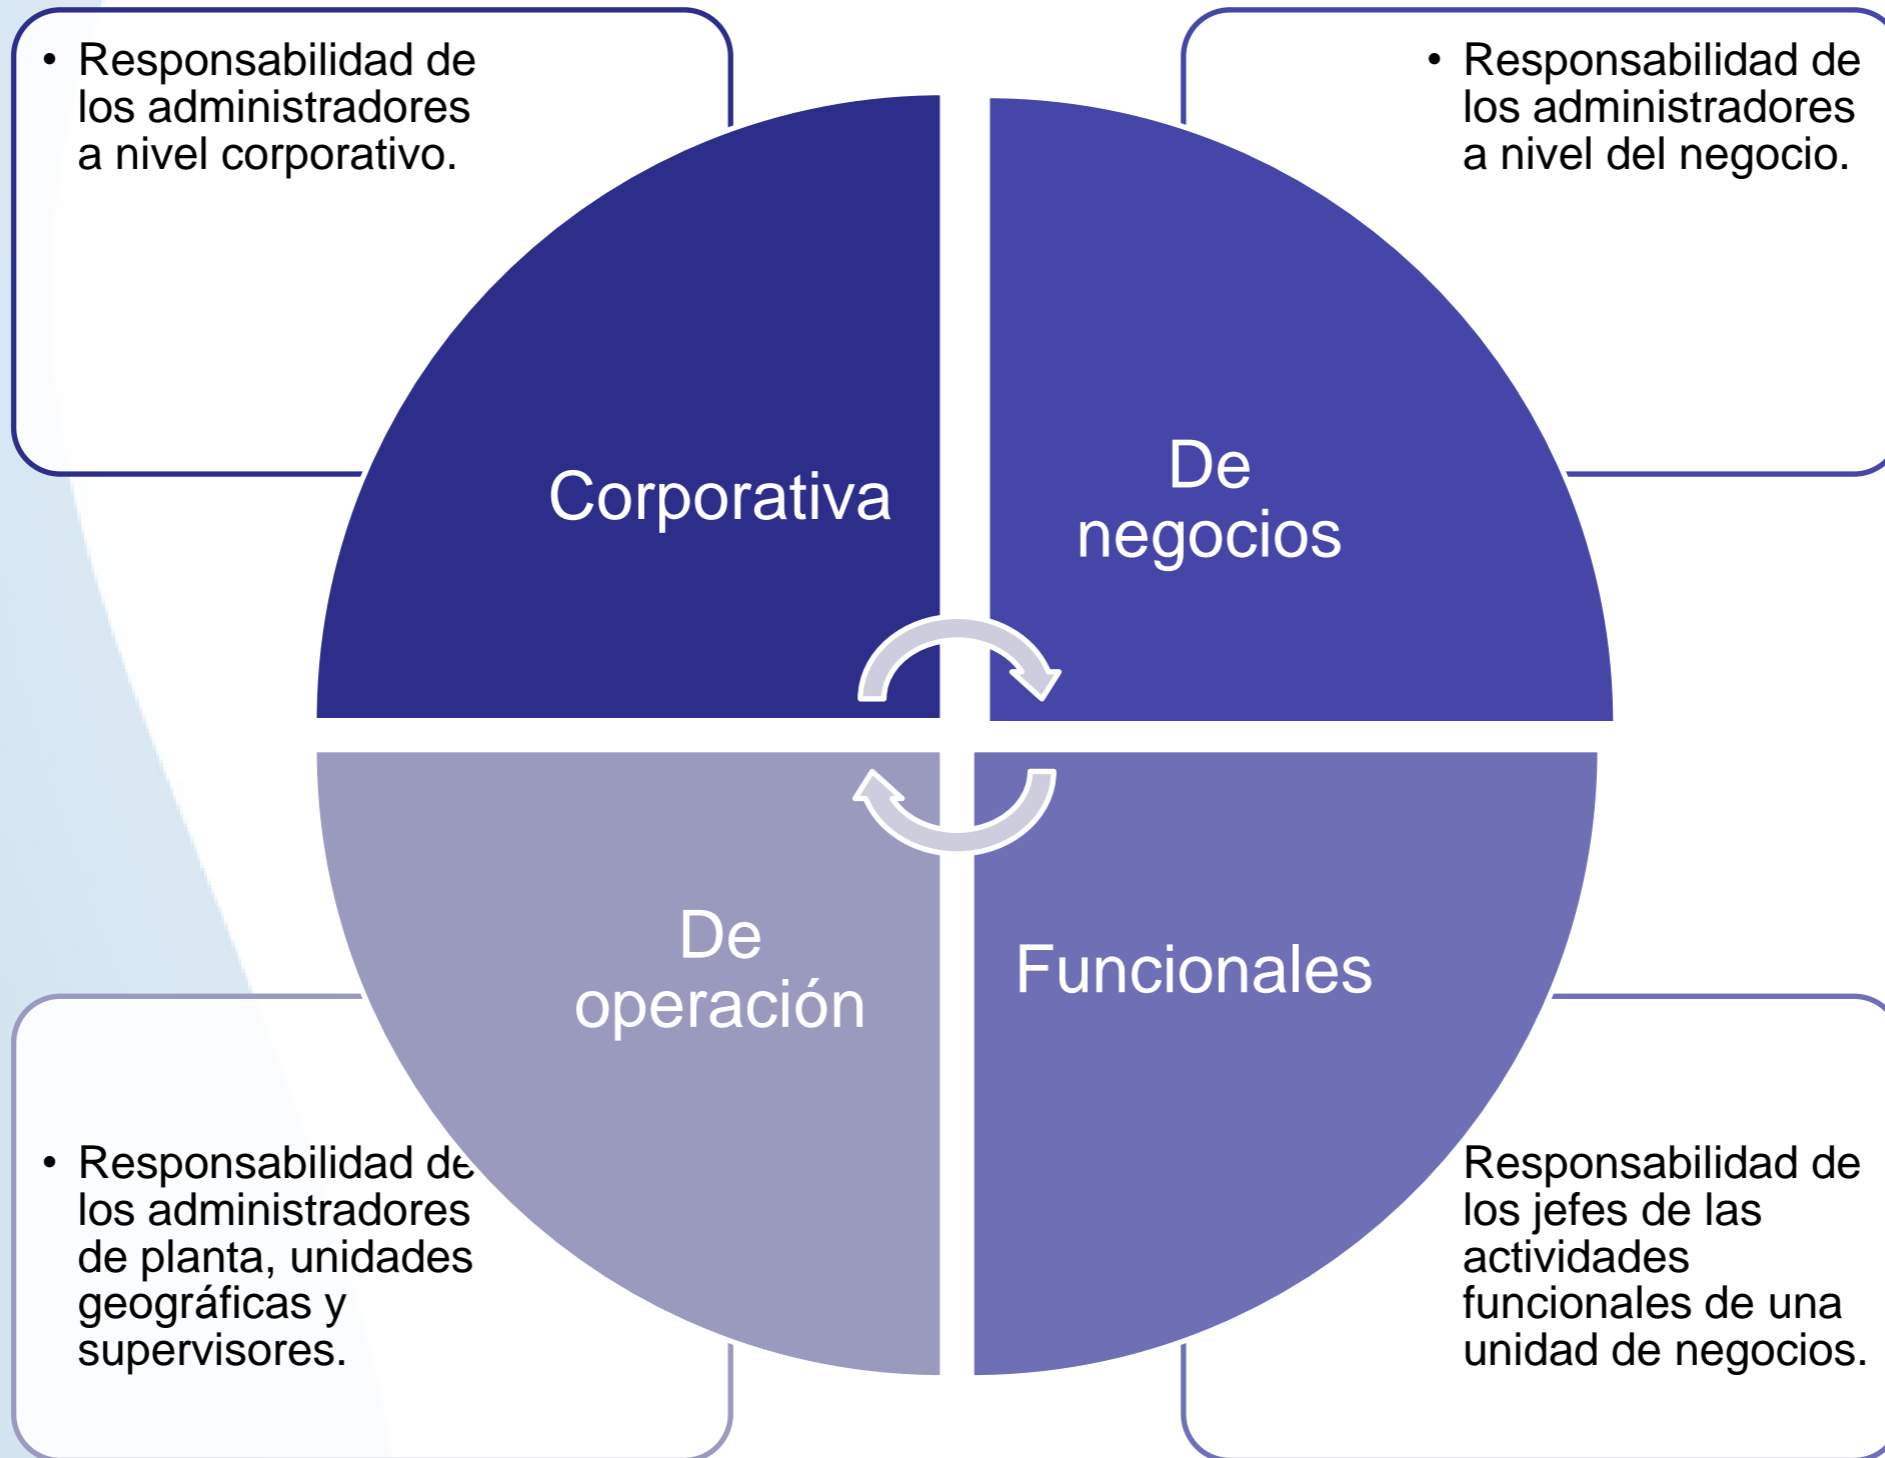 • Responsabilidad de
los administradores
a nivel corporativo.
• Responsabilidad de
los administradores
a nivel del negocio.
Corporativa
De
negocios
De
operación
Funcionales
• Responsabilidad de
los administradores
de planta, unidades
geográficas y
supervisores.
Responsabilidad de
los jefes de las
actividades
funcionales de una
unidad de negocios.